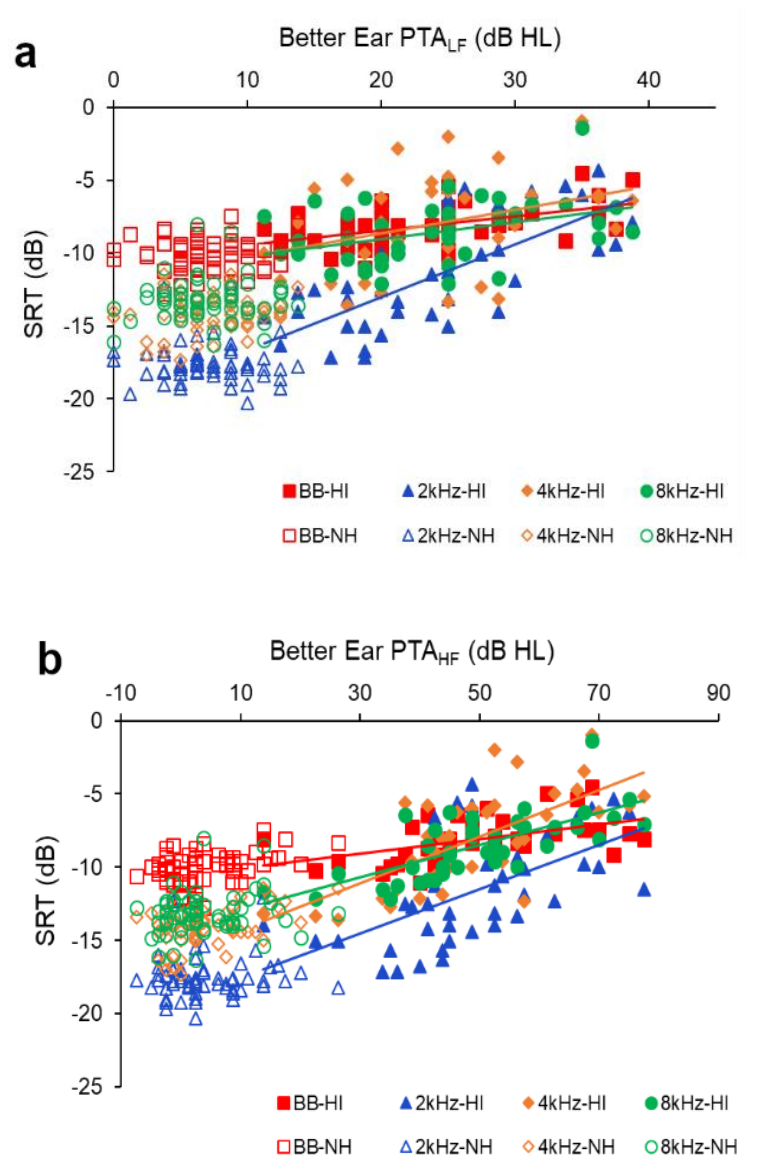 a
Better Ear PTALF (dB HL)
0 10 20 30 40
0
-5
-10
-15
-20
-25
SRT (dB)
BB-HI 2kHz-HI 4kHz-HI 8kHz-HI
BB-NH 2kHz-NH 4kHz-NH 8kHz-NH
b
Better Ear PTAHF (dB HL)
-10 10 30 50 70 90
0
-5
-10
-15
-20
-25
SRT (dB)
BB-HI 2kHz-HI 4kHz-HI 8kHz-HI
BB-NH 2kHz-NH 4kHz-NH 8kHz-NH